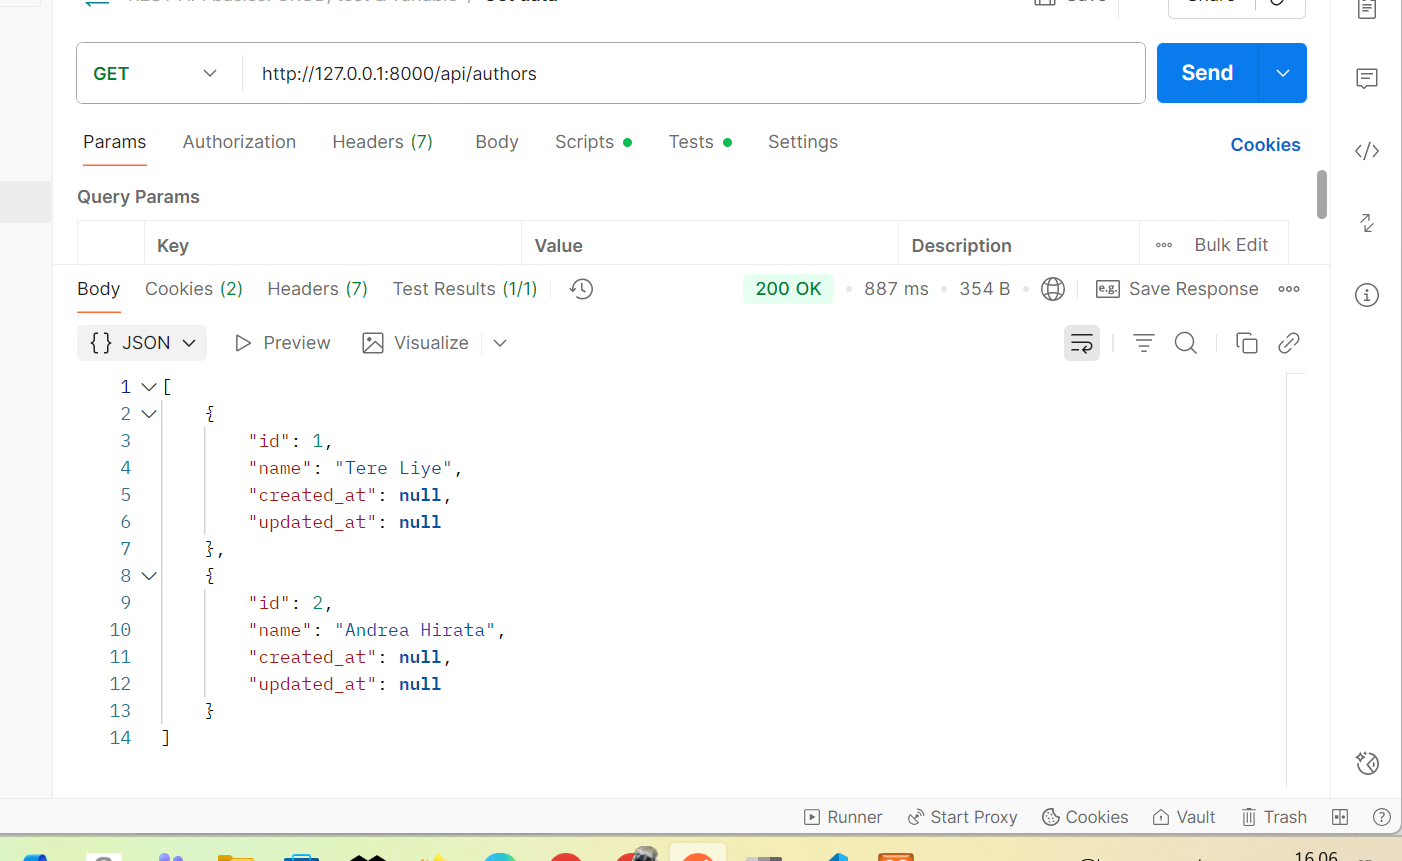 GET http://127.0.0.1:8000/api/authors Send
Params Authorization Headers (7) Body Scripts Tests Settings Cookies
Query Params
Key Value Description Bulk Edit
Body Cookies (2) Headers (7) Test Results (1/1) 200 OK 887 ms 354 B e.g. Save Response
{} JSON Preview Visualize
1 [
2 {
3 "id": 1,
4 "name": "Tere Liye",
5 "created_at": null,
6 "updated_at": null
7 },
8 {
9 "id": 2,
10 "name": "Andrea Hirata",
11 "created_at": null,
12 "updated_at": null
13 }
14 ]
Runner Start Proxy Cookies Vault Trash
16.06